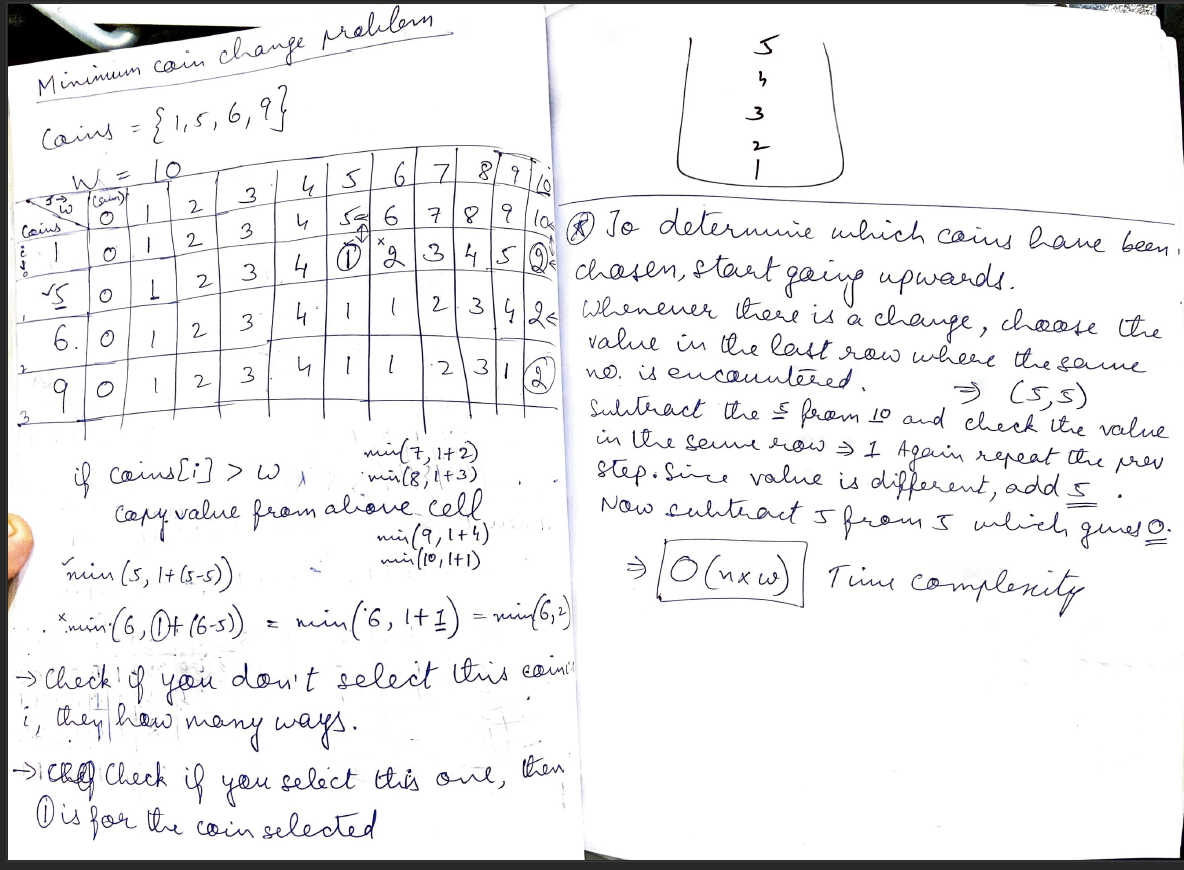 Minimum coin change problem
Coins = {1,5,6,9}
W = 10
Coins W (sum) 0 1 2 3 4 5 6 7 8 9 10
1 0 1 2 3 4 5 6 7 8 9 10
5 0 1 2 3 4 1 2 3 4 5 2
6. 0 1 2 3 4 1 1 2 3 4 2
9 0 1 2 3 4 1 1 2 3 1 2
min(7, 1+2)
if coins[i] > W, min(8, 1+3)
copy value from above cell
min(9, 1+4)
min(10, 1+1)
min (5, 1+(5-5))
min (6, 1+ (6-5)) = min(6, 1+1) = min(6,2)
→ Check if you don't select this coin
i, then how many ways.
→ Check if you select this one, then
1 is for the coin selected
5
4
3
2
1
* To determine which coins have been
chosen, start going upwards.
Whenever there is a change, choose the
value in the last row where the same
no. is encountered. ⇒ (5,5)
Subtract the 5 from 10 and check the value
in the same row ⇒ 1 Again repeat the prev
step. Since value is different, add 5.
Now subtract 5 from 5 which gives 0.
⇒ O(n×w) Time complexity